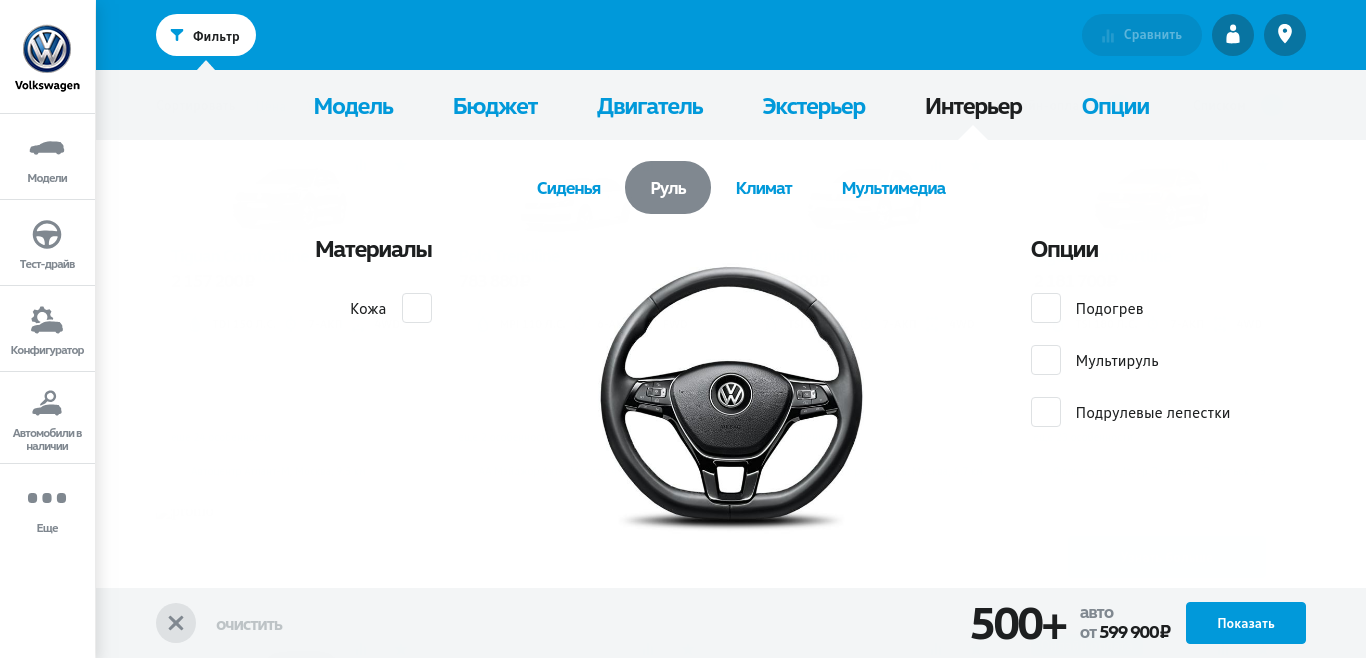 Volkswagen
Модели
Тест-драйв
Конфигуратор
Автомобили в
наличии
Еще
Фильтр
Сравнить
Модель Бюджет Двигатель Экстерьер Интерьер Опции
Сиденья Руль Климат Мультимедиа
Материалы
Кожа
Опции
Подогрев
Мультируль
Подрулевые лепестки
очистить
500+
авто
от 599 900₽
Показать